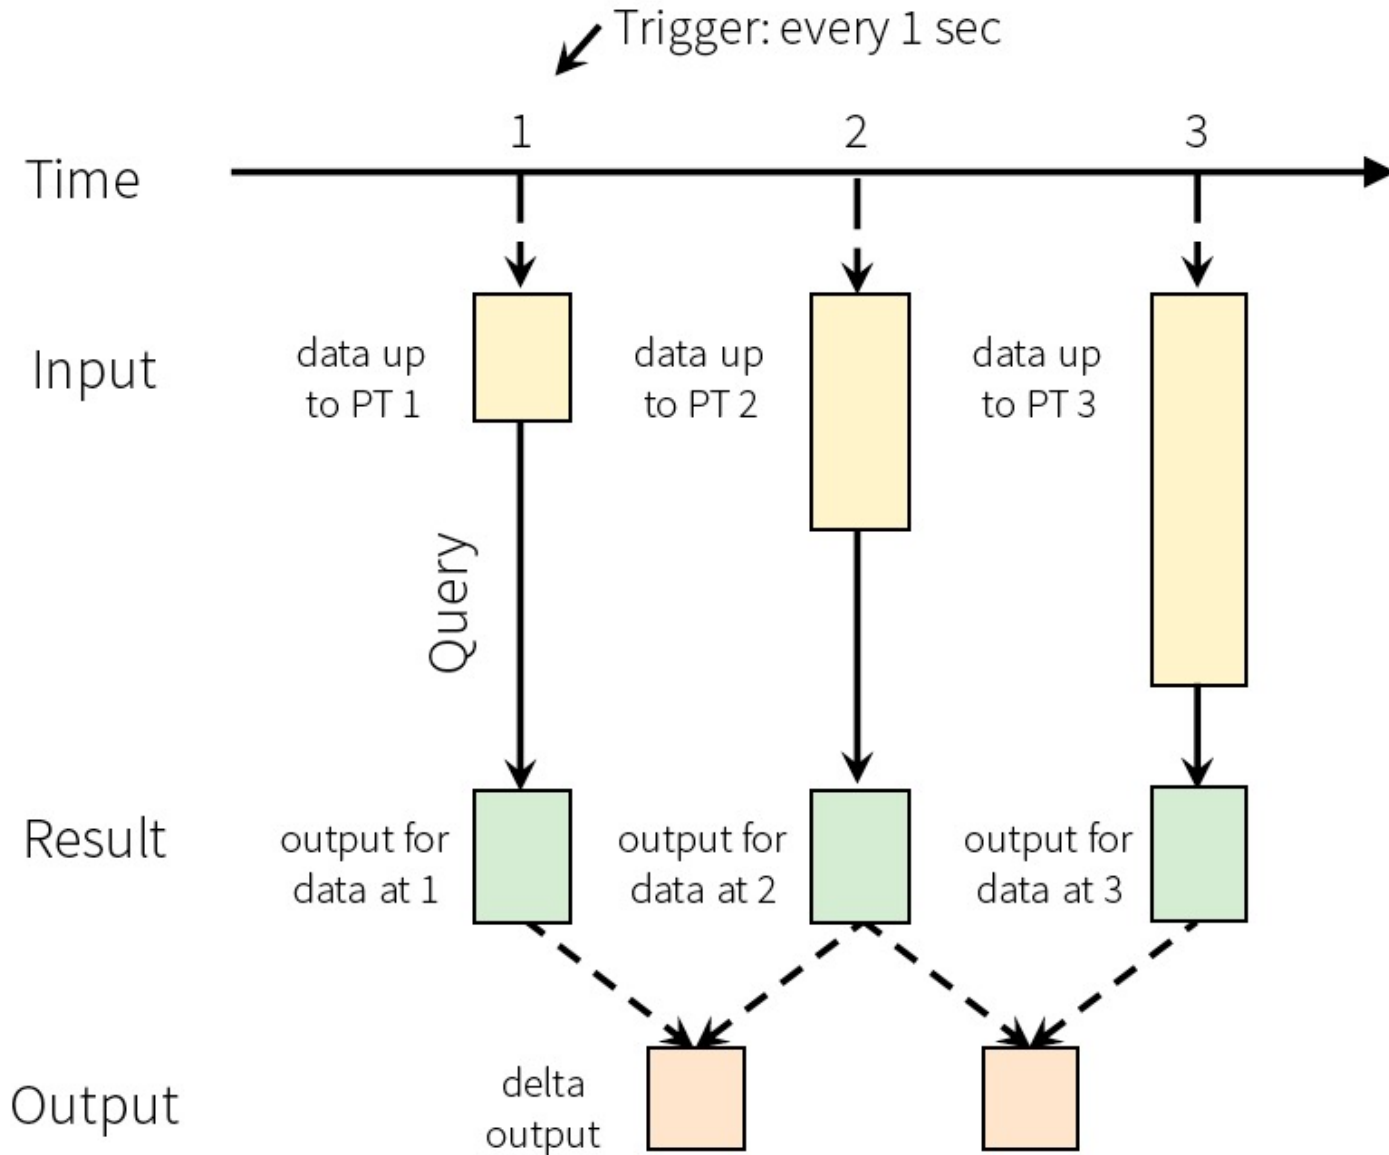 Trigger: every 1 sec
1 2 3
Time
Input
data up
to PT 1
data up
to PT 2
data up
to PT 3
Query
Result
output for
data at 1
output for
data at 2
output for
data at 3
Output
delta
output